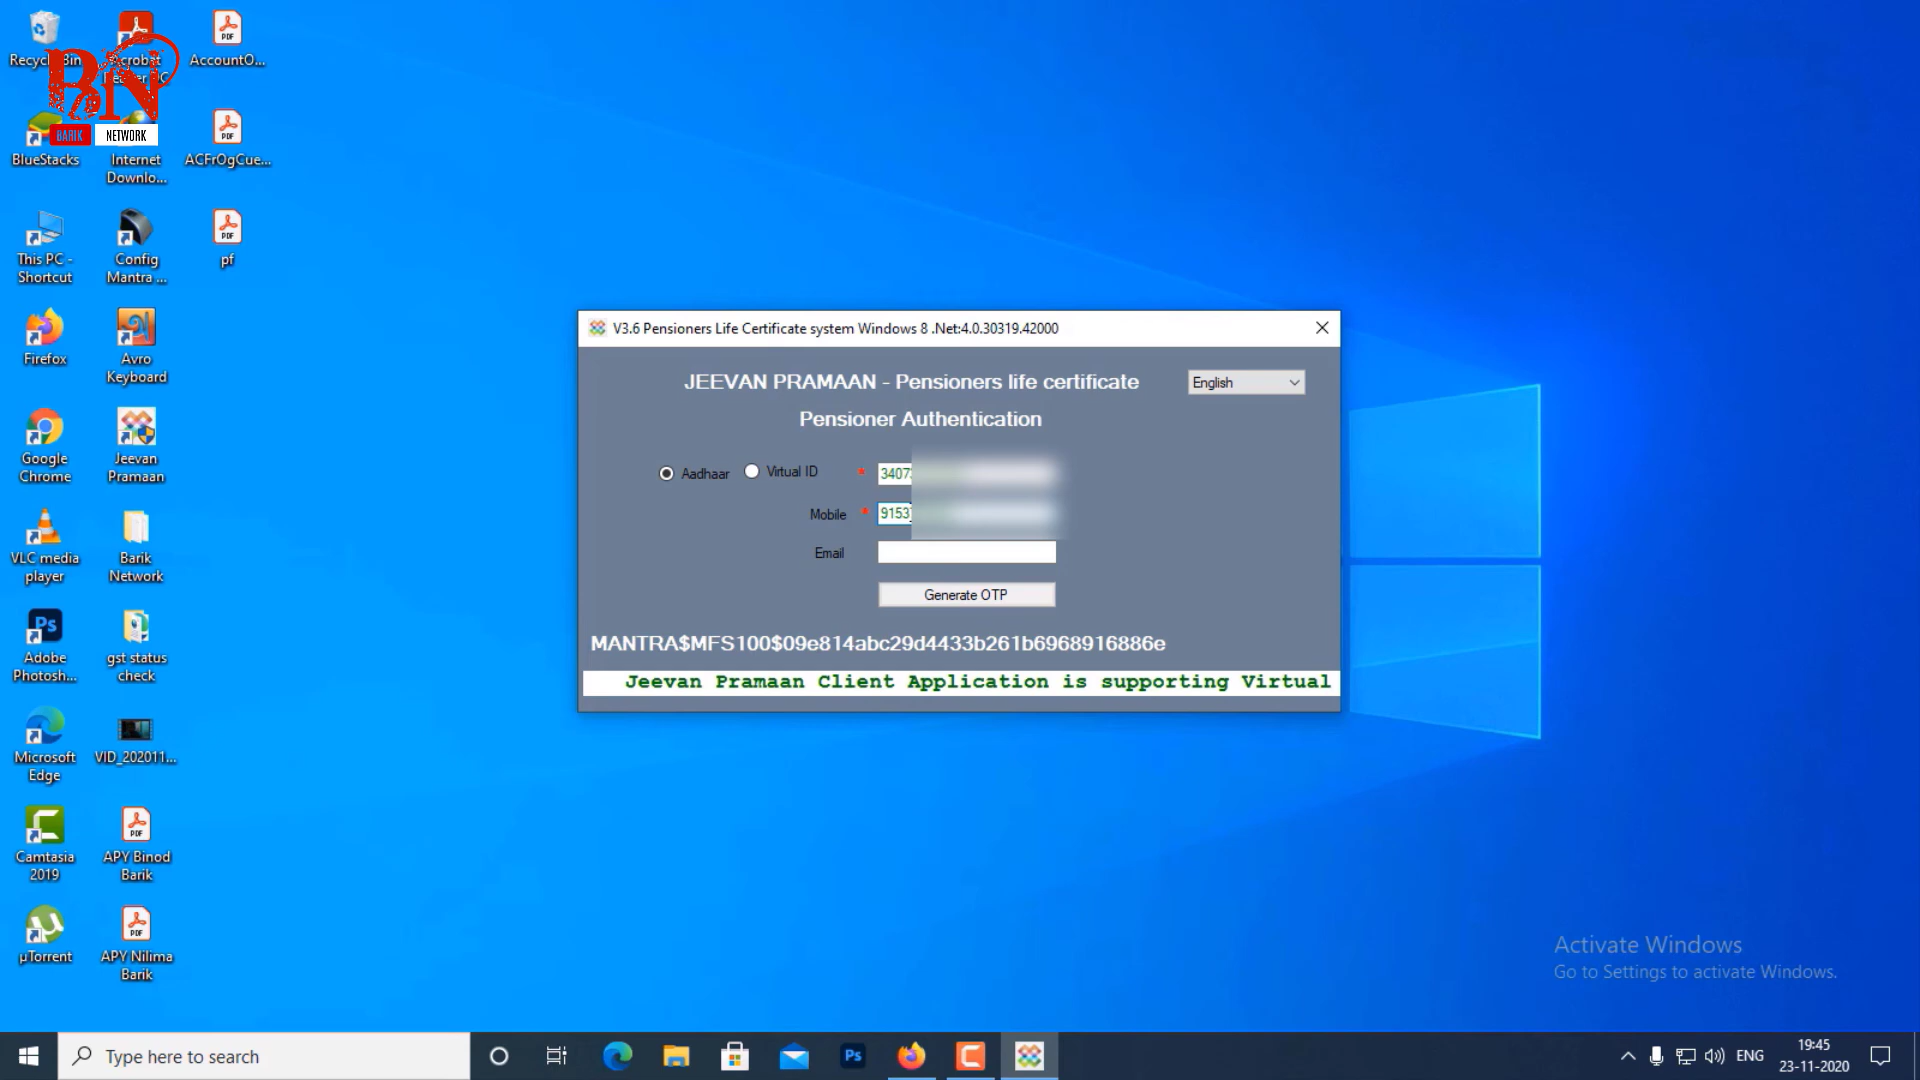 Recycle Bin
Acrobat
AccountO...
BN
BARIK NETWORK
BlueStacks
Internet
Downlo...
ACFrOgCue...
This PC -
Shortcut
Config
Mantra ...
pf
Firefox
Avro
Keyboard
Google
Chrome
Jeevan
Pramaan
VLC media
player
Barik
Network
Adobe
Photosh...
gst status
check
Microsoft
Edge
VID_202011...
Camtasia
2019
APY Binod
Barik
µTorrent
APY Nilima
Barik
V3.6 Pensioners Life Certificate system Windows 8 .Net:4.0.30319.42000
JEEVAN PRAMAAN - Pensioners life certificate
English
Pensioner Authentication
Aadhaar Virtual ID * 3407
Mobile * 9153
Email
Generate OTP
MANTRA$MFS100$09e814abc29d4433b261b6968916886e
Jeevan Pramaan Client Application is supporting Virtual
Activate Windows
Go to Settings to activate Windows.
Type here to search
ENG
19:45
23-11-2020